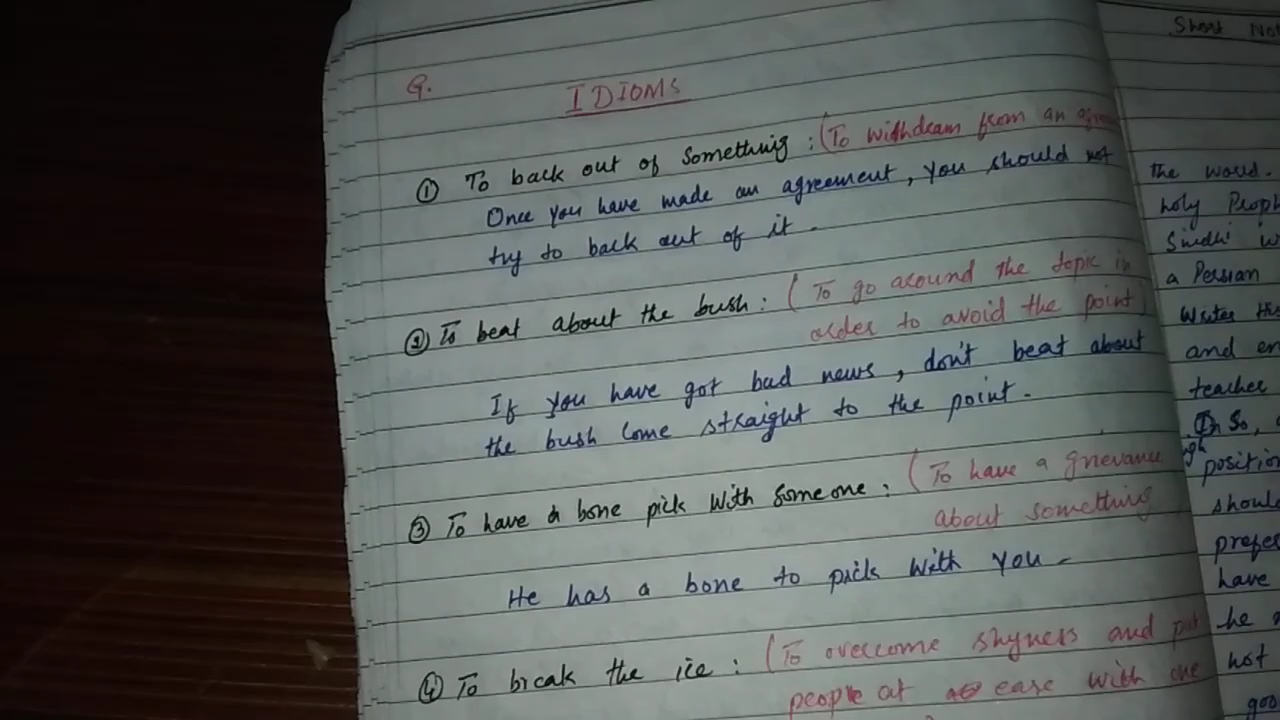 G.
IDIOMS
① To back out of something : (To withdraw from an
Once you have made an agreement, you should not
try to back out of it.
② To beat about the bush : ( To go around the topic in
order to avoid the point
If you have got bad news, don't beat about
the bush come straight to the point.
③ To have a bone pick with someone : ( To have a grievance
about something
He has a bone to pick with you.
④ To break the ice : (To overcome shyness and put
people at ease with one
Short
the world.
holy
Sindhi
a Persian
Writes
and
teacher
So,
position
should
prefer
have
he
not